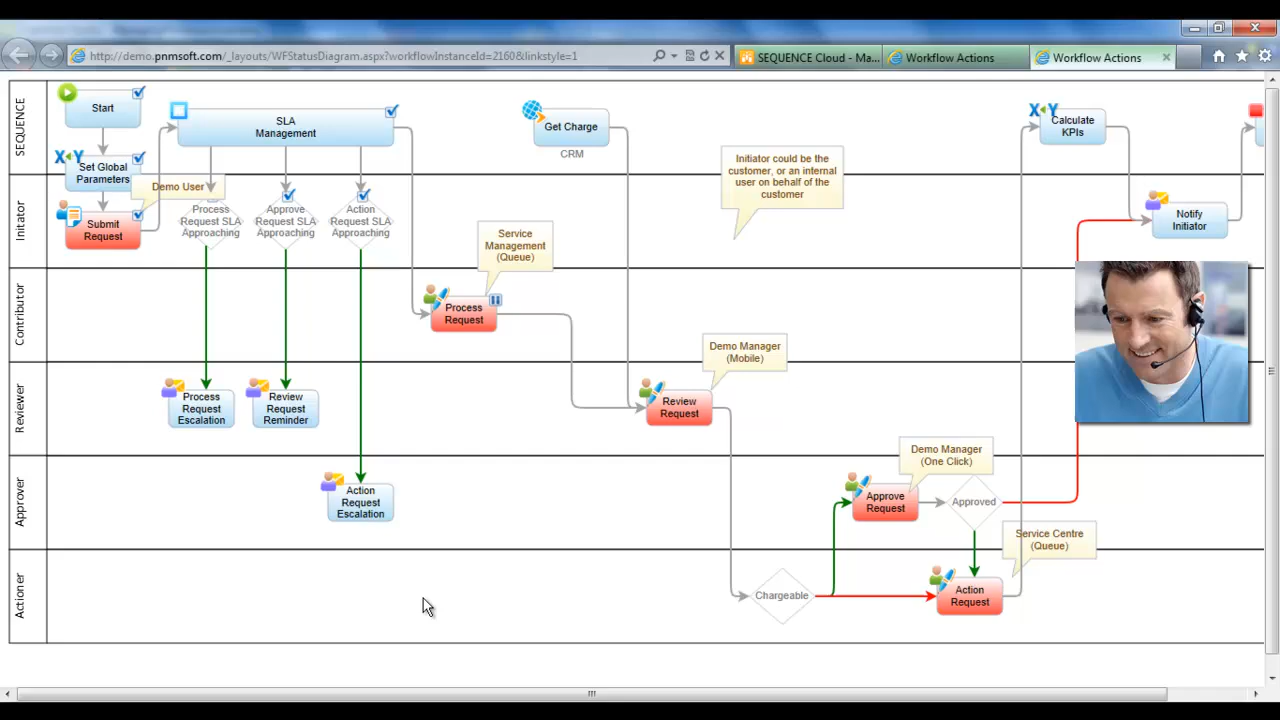 http://demo.pnmsoft.com/_layouts/WFStatusDiagram.aspx?workflowInstanceId=2160&linkstyle=1
SEQUENCE Cloud - Ma...
Workflow Actions
Workflow Actions
SEQUENCE
Start
Set Global
Parameters
SLA
Management
Get Charge
CRM
Initiator could be the
customer, or an internal
user on behalf of the
customer
Calculate
KPIs
Initiator
Demo User
Submit
Request
Process
Request SLA
Approaching
Approve
Request SLA
Approaching
Action
Request SLA
Approaching
Service
Management
(Queue)
Notify
Initiator
Contributor
Process
Request
Demo Manager
(Mobile)
Reviewer
Process
Request
Escalation
Review
Request
Reminder
Review
Request
Approver
Action
Request
Escalation
Demo Manager
(One Click)
Approve
Request
Approved
Service Centre
(Queue)
Actioner
Chargeable
Action
Request